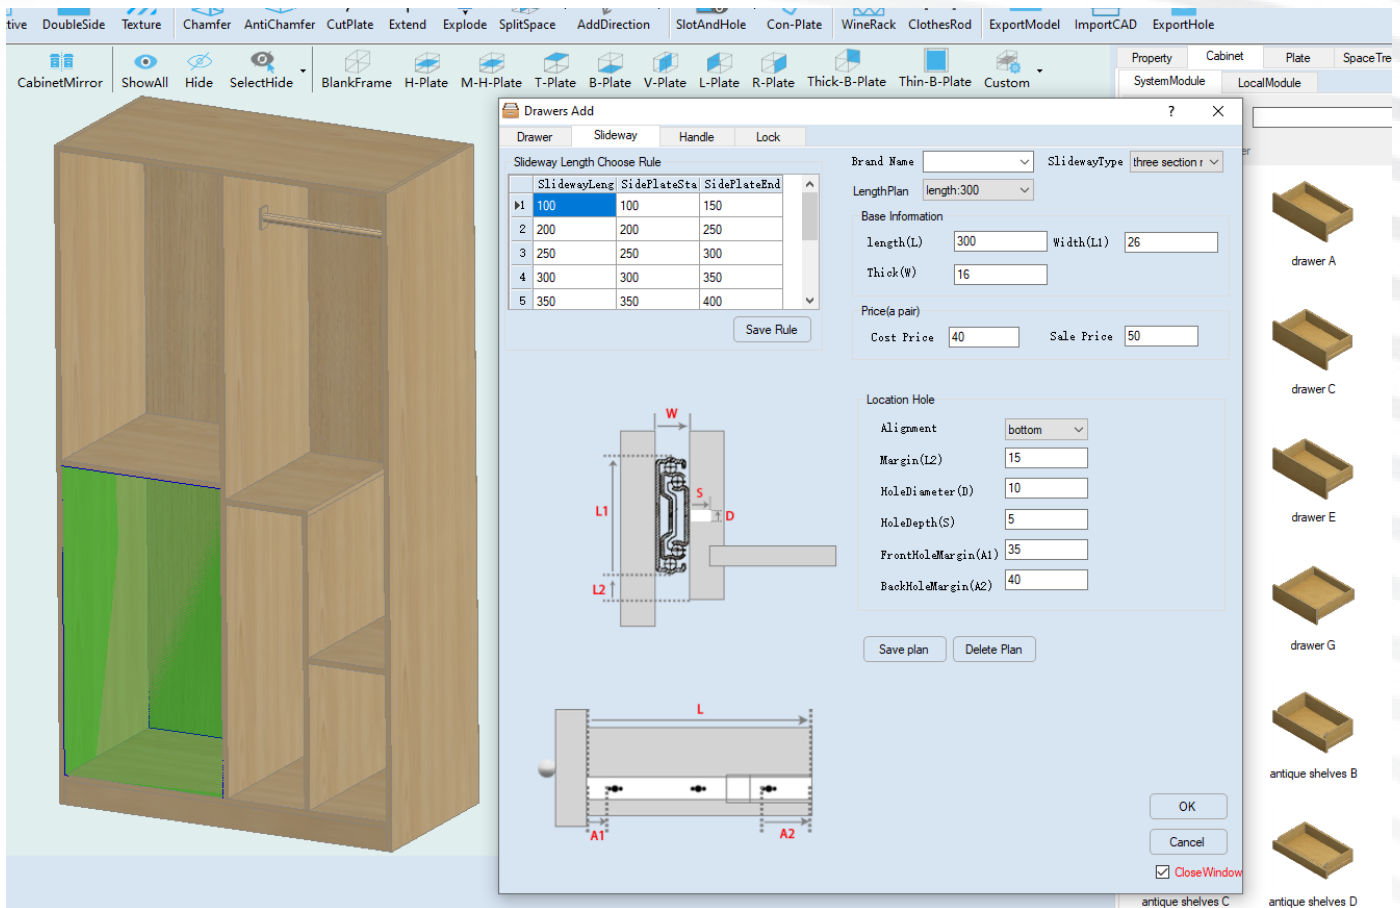 tive DoubleSide Texture Chamfer AntiChamfer CutPlate Extend Explode SplitSpace AddDirection SlotAndHole Con-Plate WineRack ClothesRod ExportModel ImportCAD ExportHole
CabinetMirror ShowAll Hide SelectHide BlankFrame H-Plate M-H-Plate T-Plate B-Plate V-Plate L-Plate R-Plate Thick-B-Plate Thin-B-Plate Custom
Property Cabinet Plate SpaceTre
SystemModule LocalModule
Drawers Add ? X
Drawer Slideway Handle Lock
Slideway Length Choose Rule
SlidewayLeng SidePlateSta SidePlateEnd
1 100 100 150
2 200 200 250
3 250 250 300
4 300 300 350
5 350 350 400
Save Rule
Brand Name SlidewayType three section r
LengthPlan length:300
Base Information
length(L) 300 Width(L1) 26
Thick(W) 16
Price(a pair)
Cost Price 40 Sale Price 50
Location Hole
Alignment bottom
Margin(L2) 15
HoleDiameter(D) 10
HoleDepth(S) 5
FrontHoleMargin(A1) 35
BackHoleMargin(A2) 40
Save plan Delete Plan
W
S
L1 D
L2
L
A1 A2
OK
Cancel
CloseWindow
er
drawer A
drawer C
drawer E
drawer G
antique shelves B
antique shelves C antique shelves D